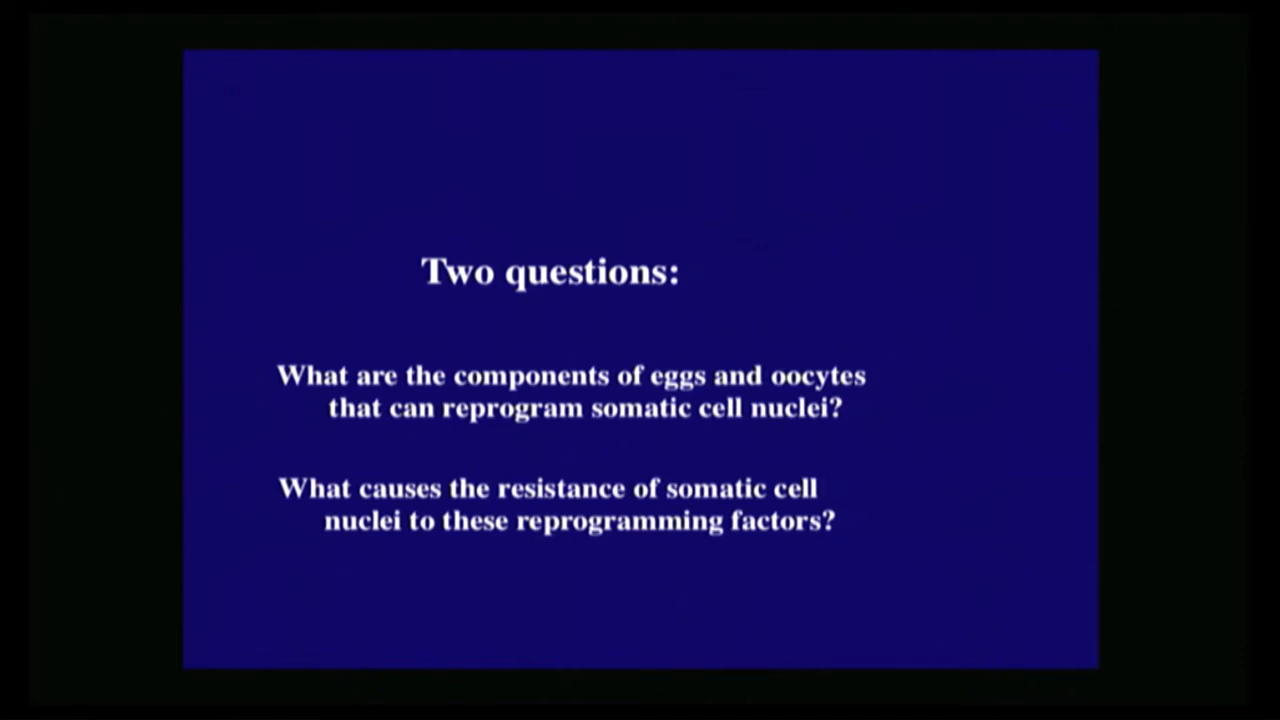 Two questions:
What are the components of eggs and oocytes
that can reprogram somatic cell nuclei?
What causes the resistance of somatic cell
nuclei to these reprogramming factors?